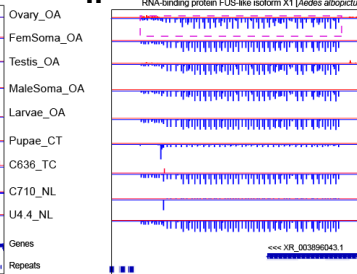 RNA-binding protein FUS-like isoform X1 [Aedes albopictu
Ovary_OA
FemSoma_OA
Testis_OA
MaleSoma_OA
Larvae_OA
Pupae_CT
C636_TC
C710_NL
U4.4_NL
Genes
<<< XR_003896043.1
Repeats